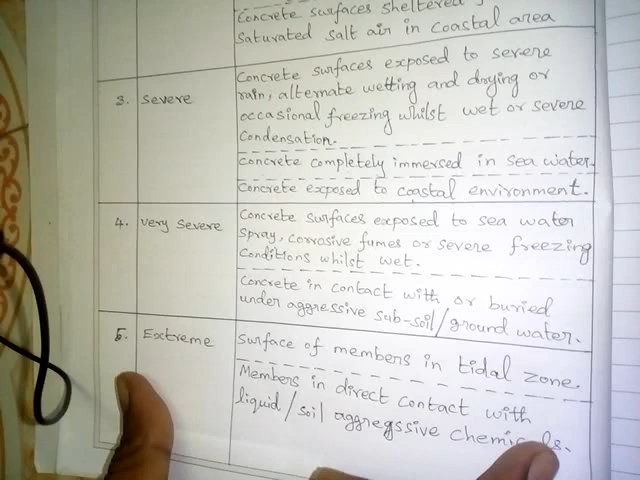 Concrete surfaces sheltered
saturated salt air in coastal area
3. Severe
Concrete surfaces exposed to severe
rain, alternate wetting and drying or
occasional freezing whilst wet or severe
Condensation.
Concrete completely immersed in sea water.
Concrete exposed to coastal environment.
4. very severe
Concrete surfaces exposed to sea water
spray, corrosive fumes or severe freezing
Conditions whilst wet.
Concrete in contact with or buried
under aggressive sub-soil/ground water.
5. Extreme
Surface of members in tidal zone.
Members in direct contact with
liquid/soil aggregssive chemicals.